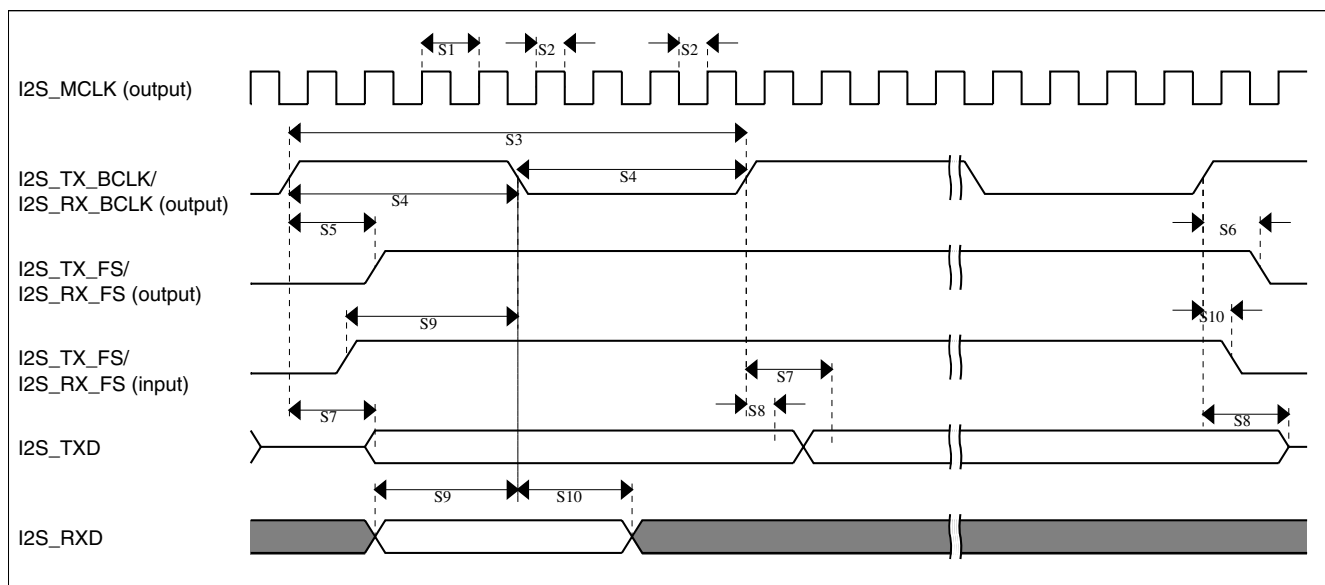 S1
S2
S2
I2S_MCLK (output)
S3
I2S_TX_BCLK/
I2S_RX_BCLK (output)
S4
S4
S5
S6
I2S_TX_FS/
I2S_RX_FS (output)
S9
S10
I2S_TX_FS/
I2S_RX_FS (input)
S7
S7
S8
S8
I2S_TXD
S9
S10
I2S_RXD